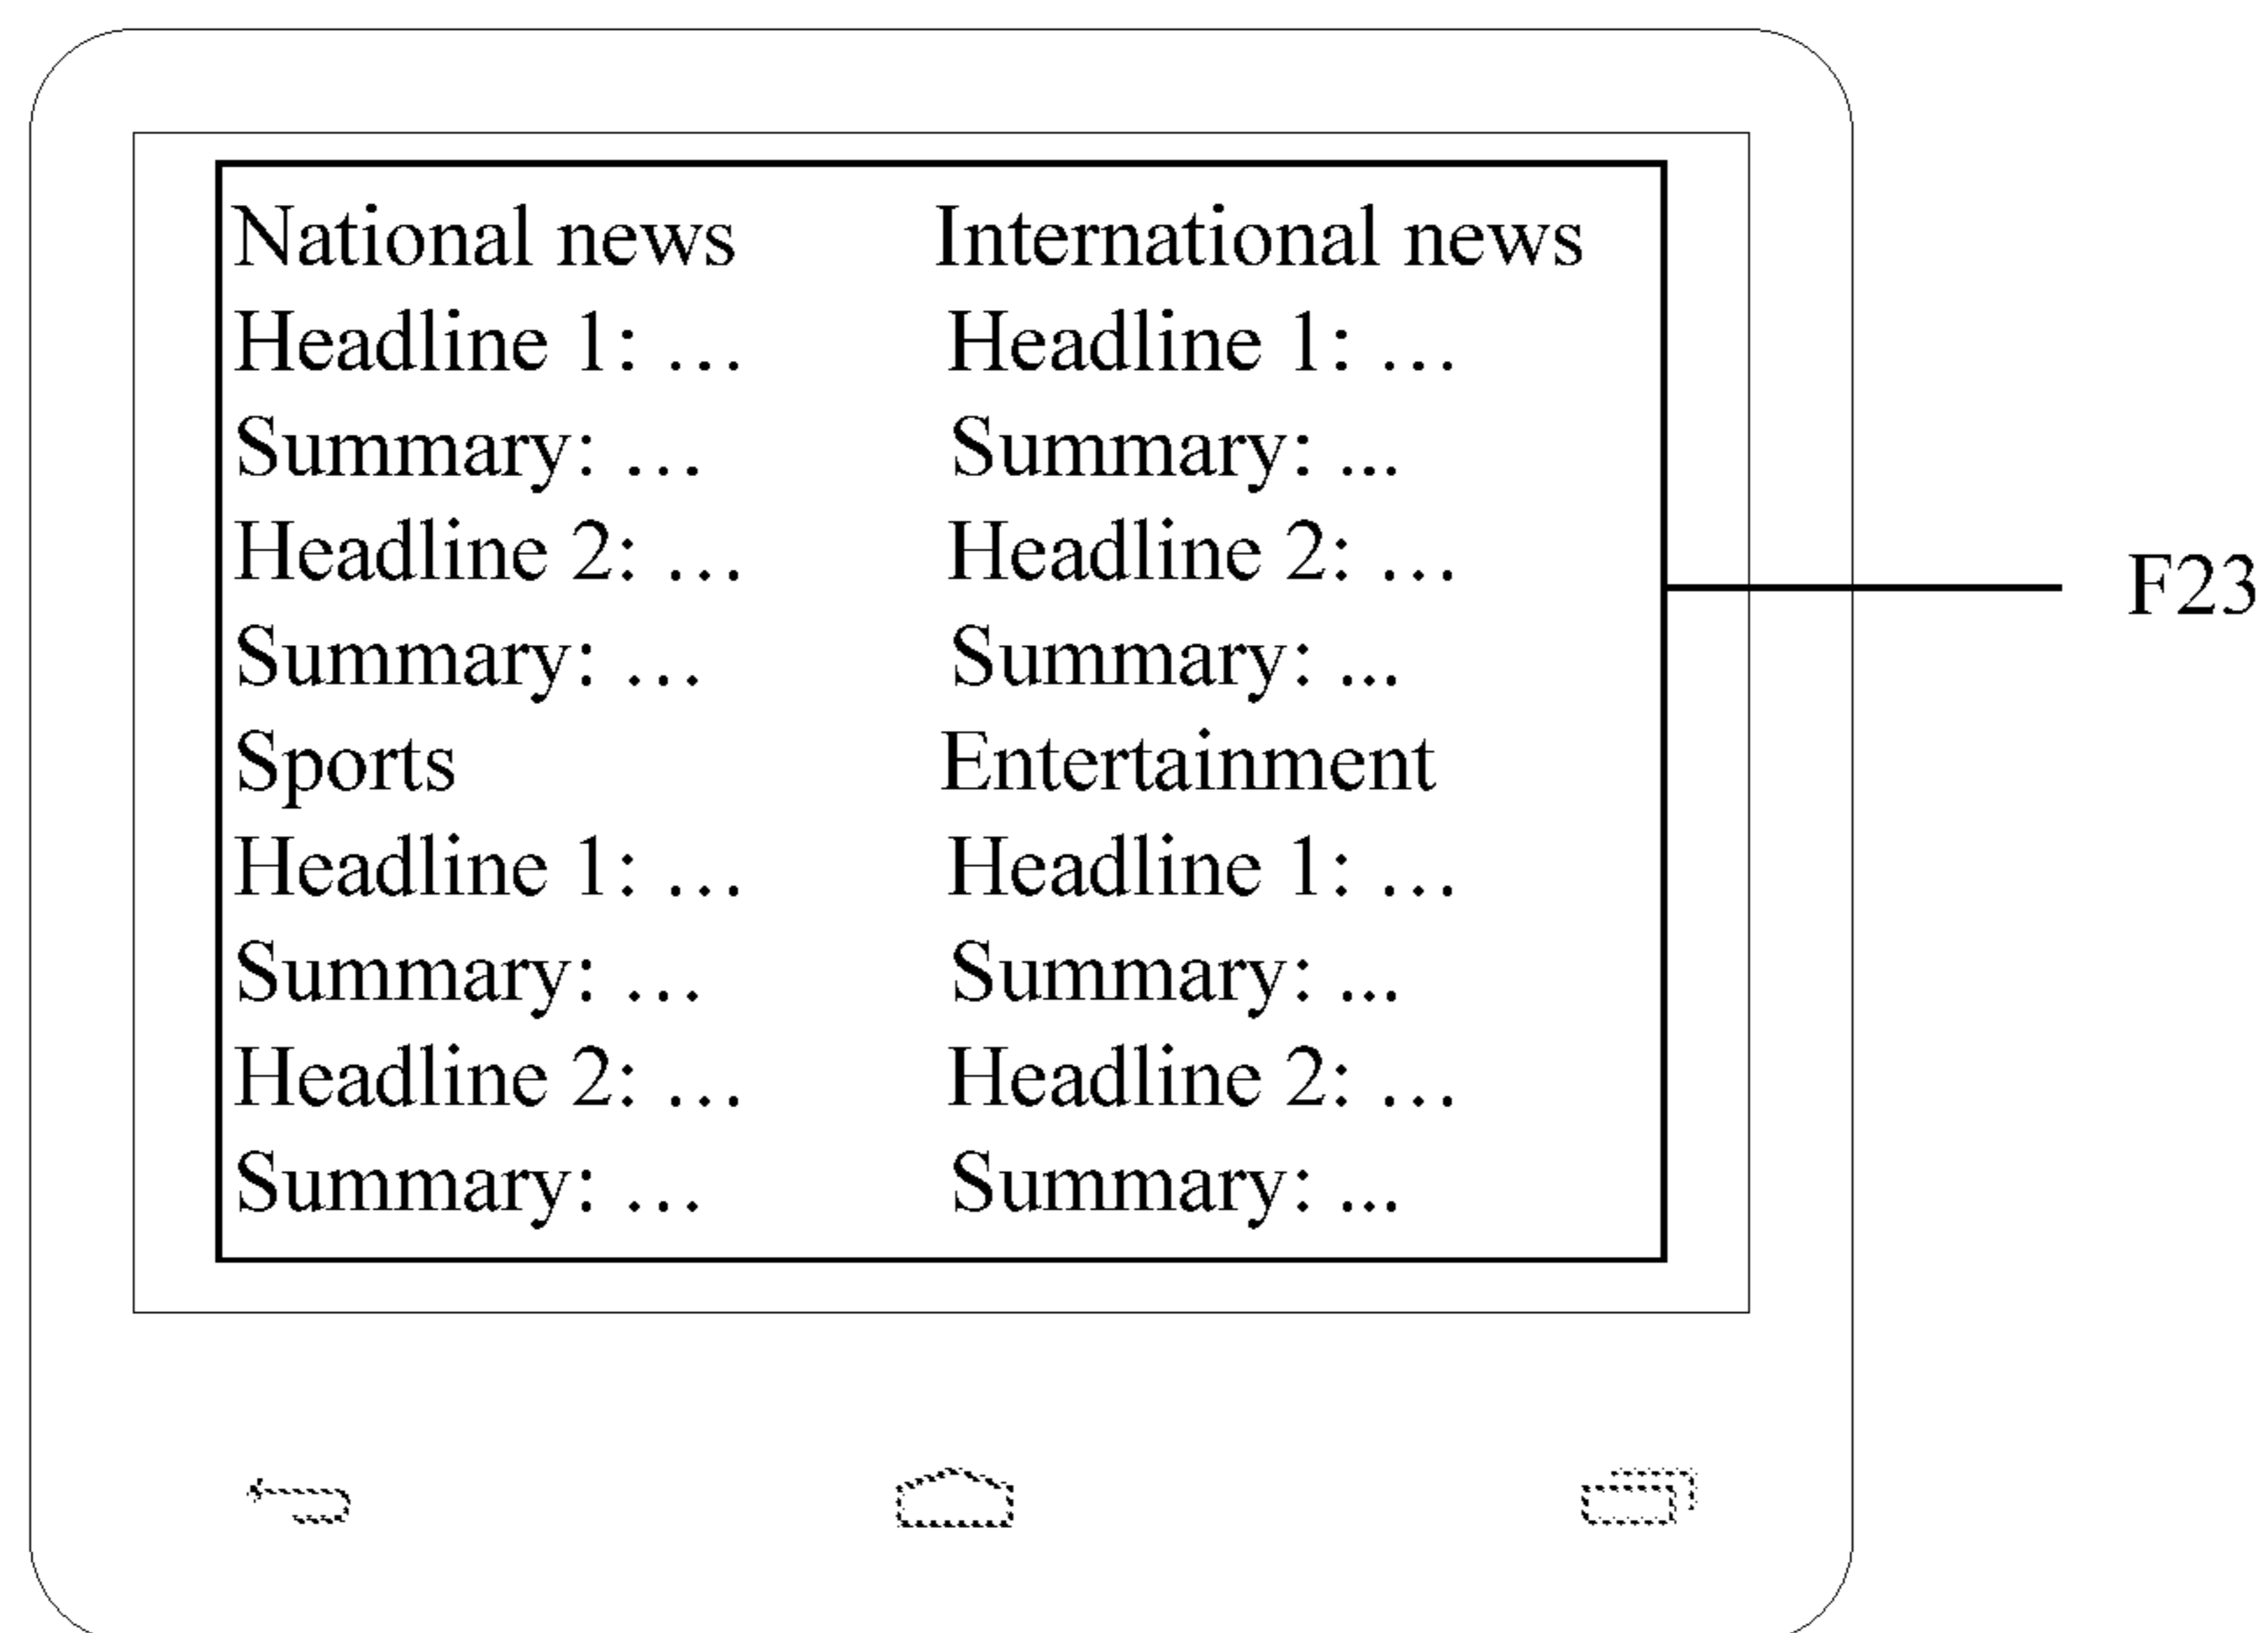 National news International news
Headline 1: … Headline 1: …
Summary: … Summary: ...
Headline 2: … Headline 2: …
Summary: … Summary: ...
Sports Entertainment
Headline 1: … Headline 1: …
Summary: … Summary: ...
Headline 2: … Headline 2: …
Summary: … Summary: ...
F23